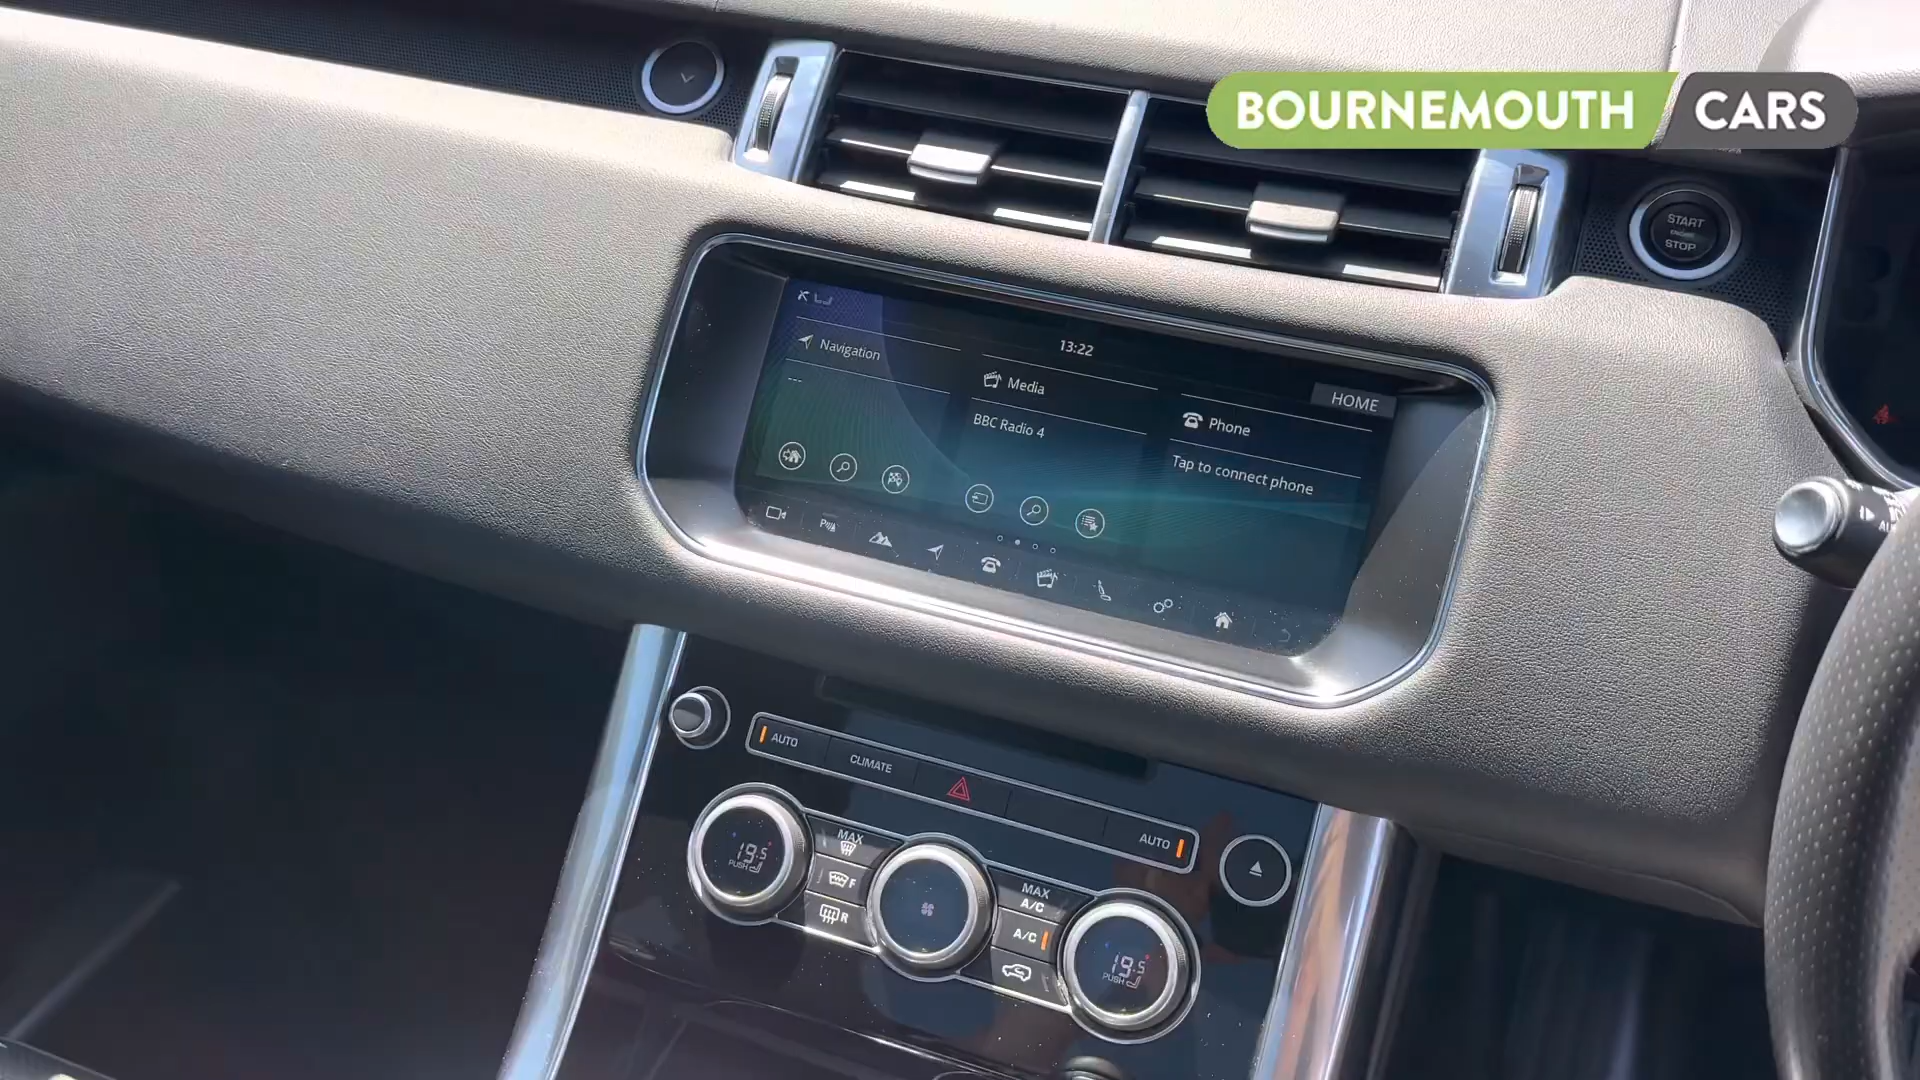 BOURNEMOUTH CARS
START
ENGINE
STOP
13:22
Navigation
---
Media
BBC Radio 4
HOME
Phone
Tap to connect phone
AUTO
CLIMATE
AUTO
MAX
F
R
19.5
PUSH
MAX
A/C
A/C
19.5
PUSH